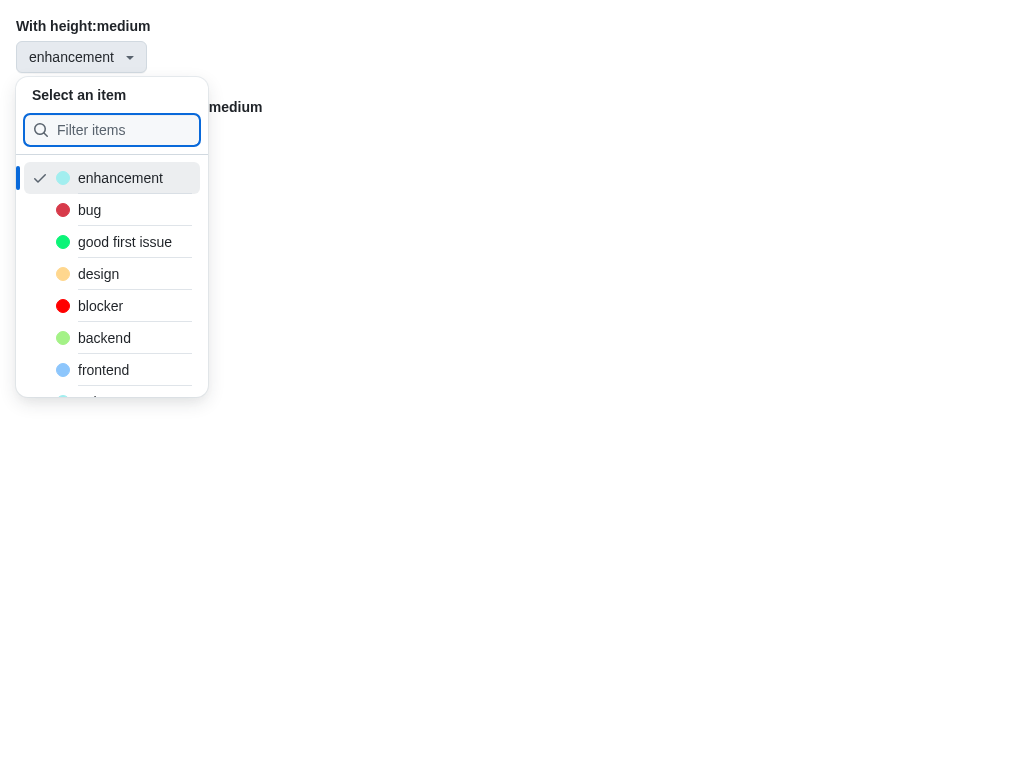 With height:medium
enhancement
Select an item
medium
Filter items
enhancement
bug
good first issue
design
blocker
backend
frontend